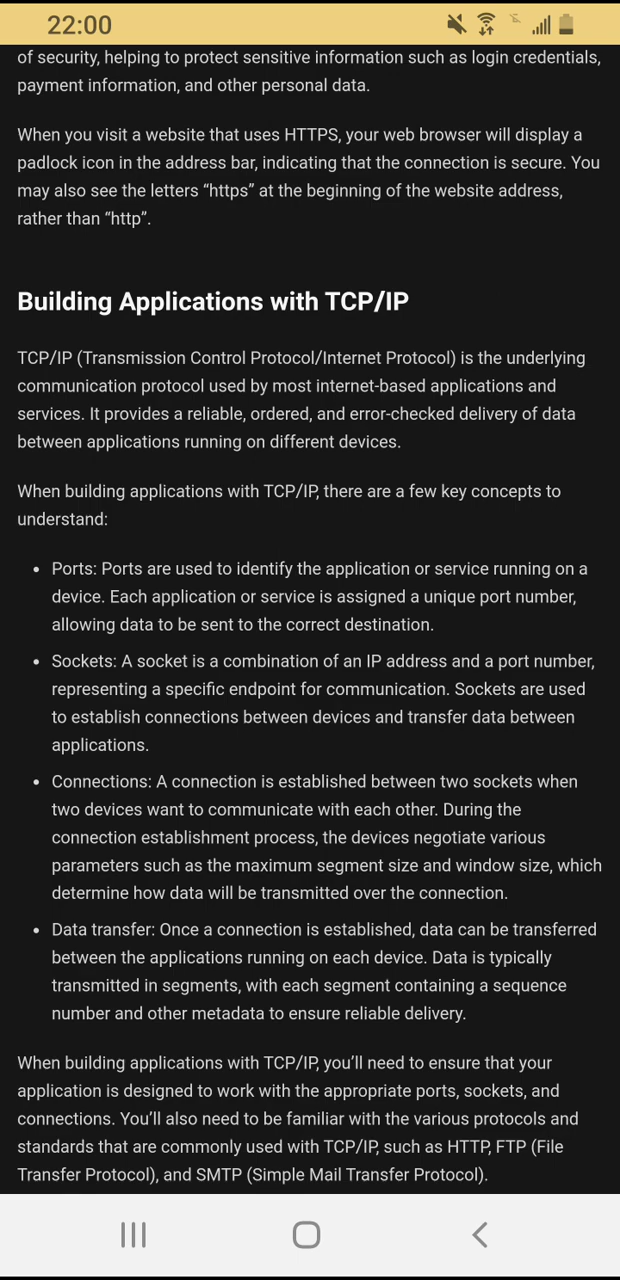 22:00
of security, helping to protect sensitive information such as login credentials,
payment information, and other personal data.
When you visit a website that uses HTTPS, your web browser will display a
padlock icon in the address bar, indicating that the connection is secure. You
may also see the letters “https” at the beginning of the website address,
rather than “http”.
Building Applications with TCP/IP
TCP/IP (Transmission Control Protocol/Internet Protocol) is the underlying
communication protocol used by most internet-based applications and
services. It provides a reliable, ordered, and error-checked delivery of data
between applications running on different devices.
When building applications with TCP/IP, there are a few key concepts to
understand:
• Ports: Ports are used to identify the application or service running on a
device. Each application or service is assigned a unique port number,
allowing data to be sent to the correct destination.
• Sockets: A socket is a combination of an IP address and a port number,
representing a specific endpoint for communication. Sockets are used
to establish connections between devices and transfer data between
applications.
• Connections: A connection is established between two sockets when
two devices want to communicate with each other. During the
connection establishment process, the devices negotiate various
parameters such as the maximum segment size and window size, which
determine how data will be transmitted over the connection.
• Data transfer: Once a connection is established, data can be transferred
between the applications running on each device. Data is typically
transmitted in segments, with each segment containing a sequence
number and other metadata to ensure reliable delivery.
When building applications with TCP/IP, you’ll need to ensure that your
application is designed to work with the appropriate ports, sockets, and
connections. You’ll also need to be familiar with the various protocols and
standards that are commonly used with TCP/IP, such as HTTP, FTP (File
Transfer Protocol), and SMTP (Simple Mail Transfer Protocol).